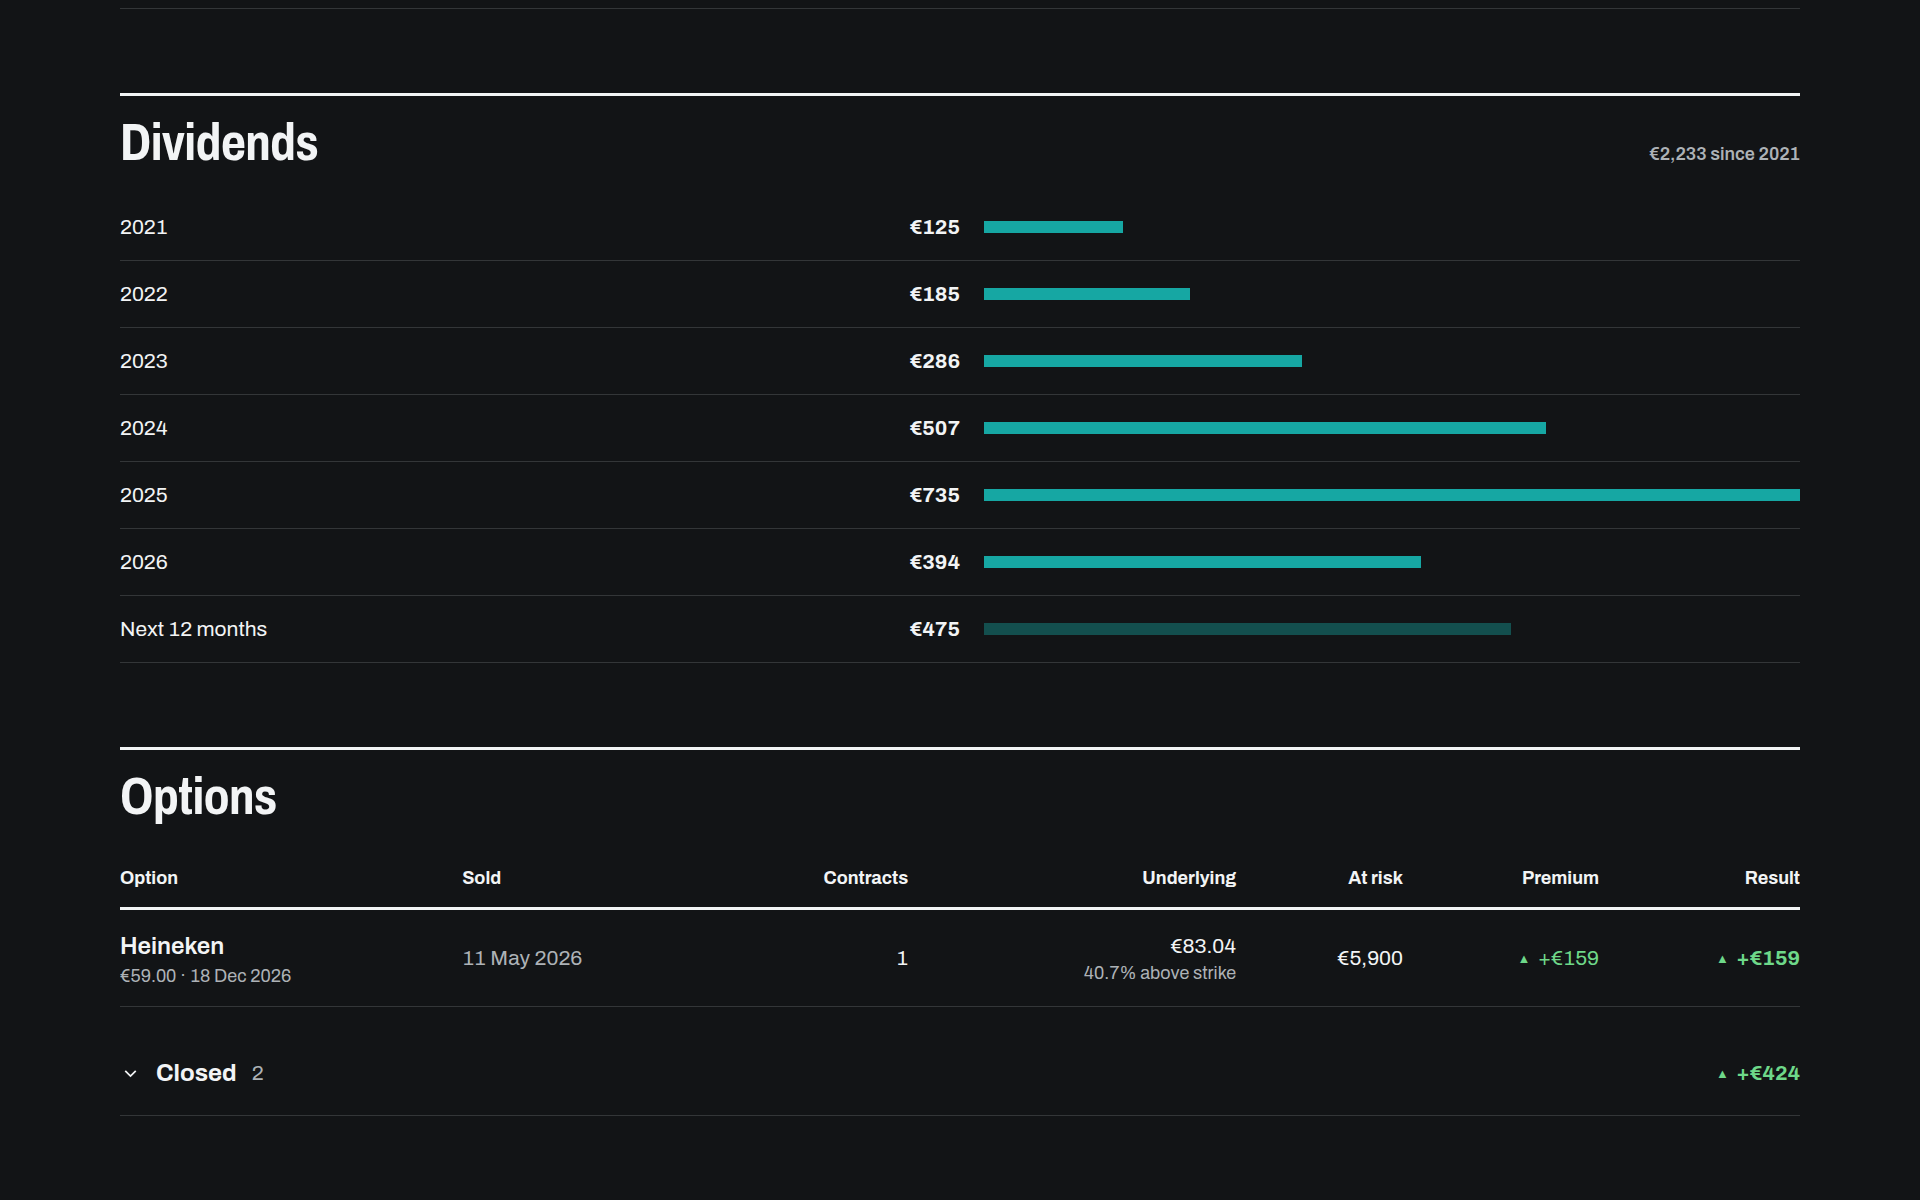 Dividends
€2,233 since 2021
2021 €125
2022 €185
2023 €286
2024 €507
2025 €735
2026 €394
Next 12 months €475
Options
Option Sold Contracts Underlying At risk Premium Result
Heineken 11 May 2026 1 €83.04 €5,900 ▲ +€159 ▲ +€159
€59.00 · 18 Dec 2026 40.7% above strike
Closed 2 ▲ +€424